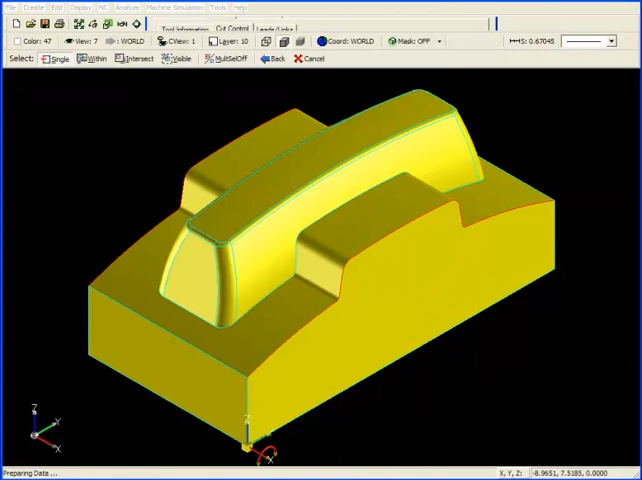 File Create Edit Display NC Analyze Machine Simulation Tools Help
Tool Information Cut Control Leads/Links
Color: 47 View: 7 : WORLD CView: 1 Layer: 10 Coord: WORLD Mask: OFF S: 0.67045
Select: Single Within Intersect Visible MultSelOff Back Cancel
Z
Y
X
Z
X
Preparing Data ... X, Y, Z: -8.9651, 7.5185, 0.0000